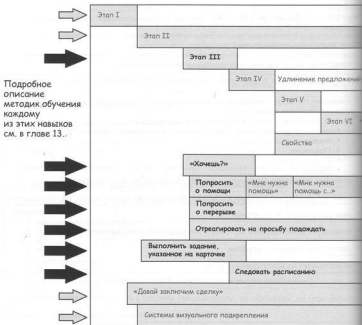 Этап I
Этап II
Этап III
Этап IV
Удлинение предложения
Этап V
Этап VI
Свойства
Подробное
описание
методик обучения
каждому
из этих навыков
см. в главе 13.
«Хочешь?»
Попросить
о помощи
«Мне нужна
помощь»
«Мне нужна
помощь с...»
Попросить
о перерыве
Отреагировать на просьбу подождать
Выполнить задание,
указанное на карточке
Следовать расписанию
«Давай заключим сделку»
Системы визуального подкрепления